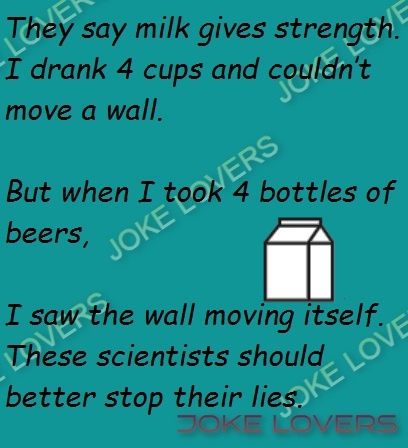 They say milk gives strength.
I drank 4 cups and couldn't
move a wall.
But when I took 4 bottles of
beers,
I saw the wall moving itself.
These scientists should
better stop their lies.
JOKE LOVERS
JOKE LOVERS
JOKE LOVERS
JOKE LOVERS
JOKE LOVERS
JOKE LOVERS